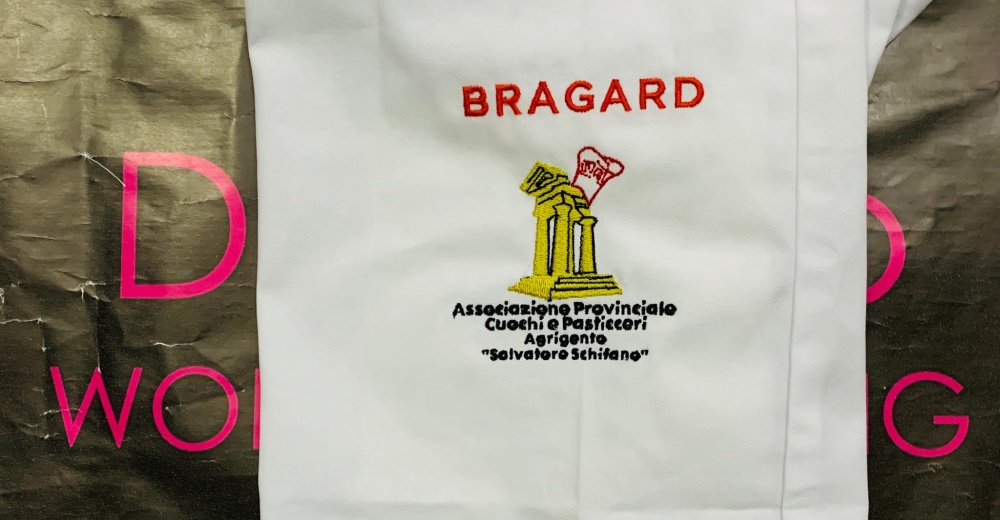 BRAGARD
Associazione Provinciale
Cuochi e Pasticceri
Agrigento
"Salvatore Schifano"